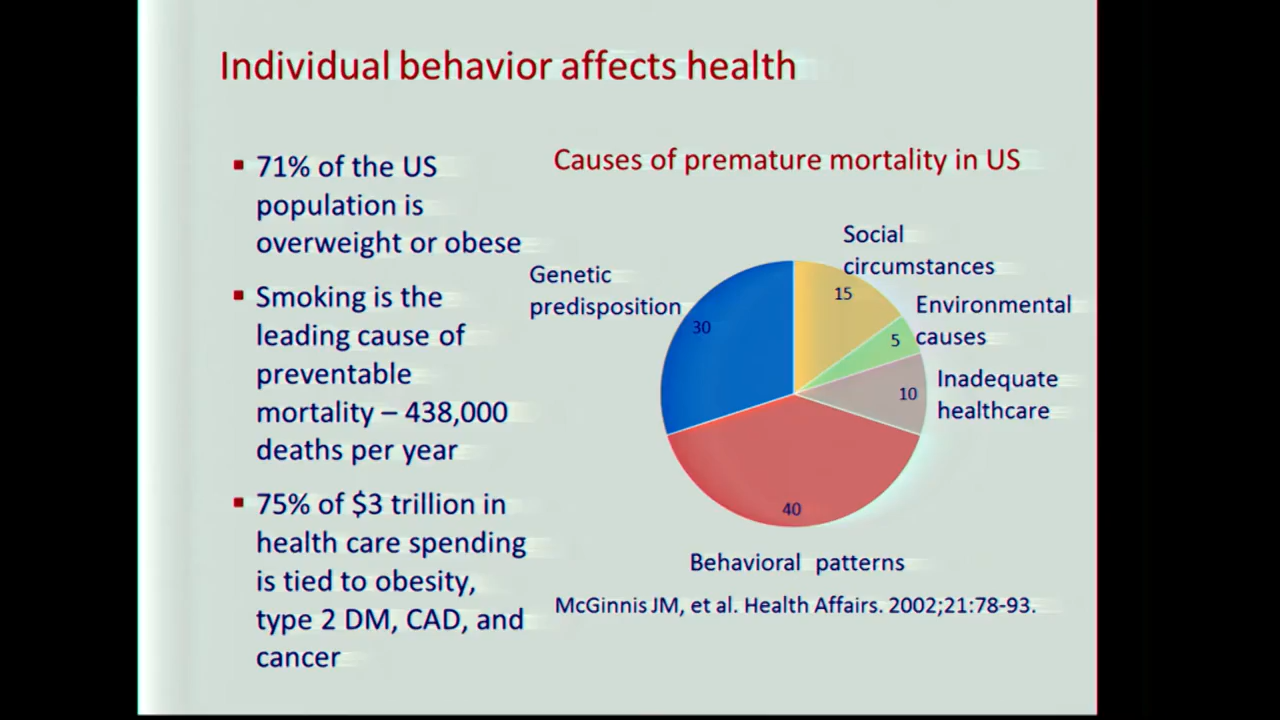 Individual behavior affects health
▪ 71% of the US
population is
overweight or obese
▪ Smoking is the
leading cause of
preventable
mortality – 438,000
deaths per year
▪ 75% of $3 trillion in
health care spending
is tied to obesity,
type 2 DM, CAD, and
cancer
Causes of premature mortality in US
Social
circumstances
15
Environmental
causes
5
Inadequate
healthcare
10
Genetic
predisposition
30
40
Behavioral patterns
McGinnis JM, et al. Health Affairs. 2002;21:78-93.